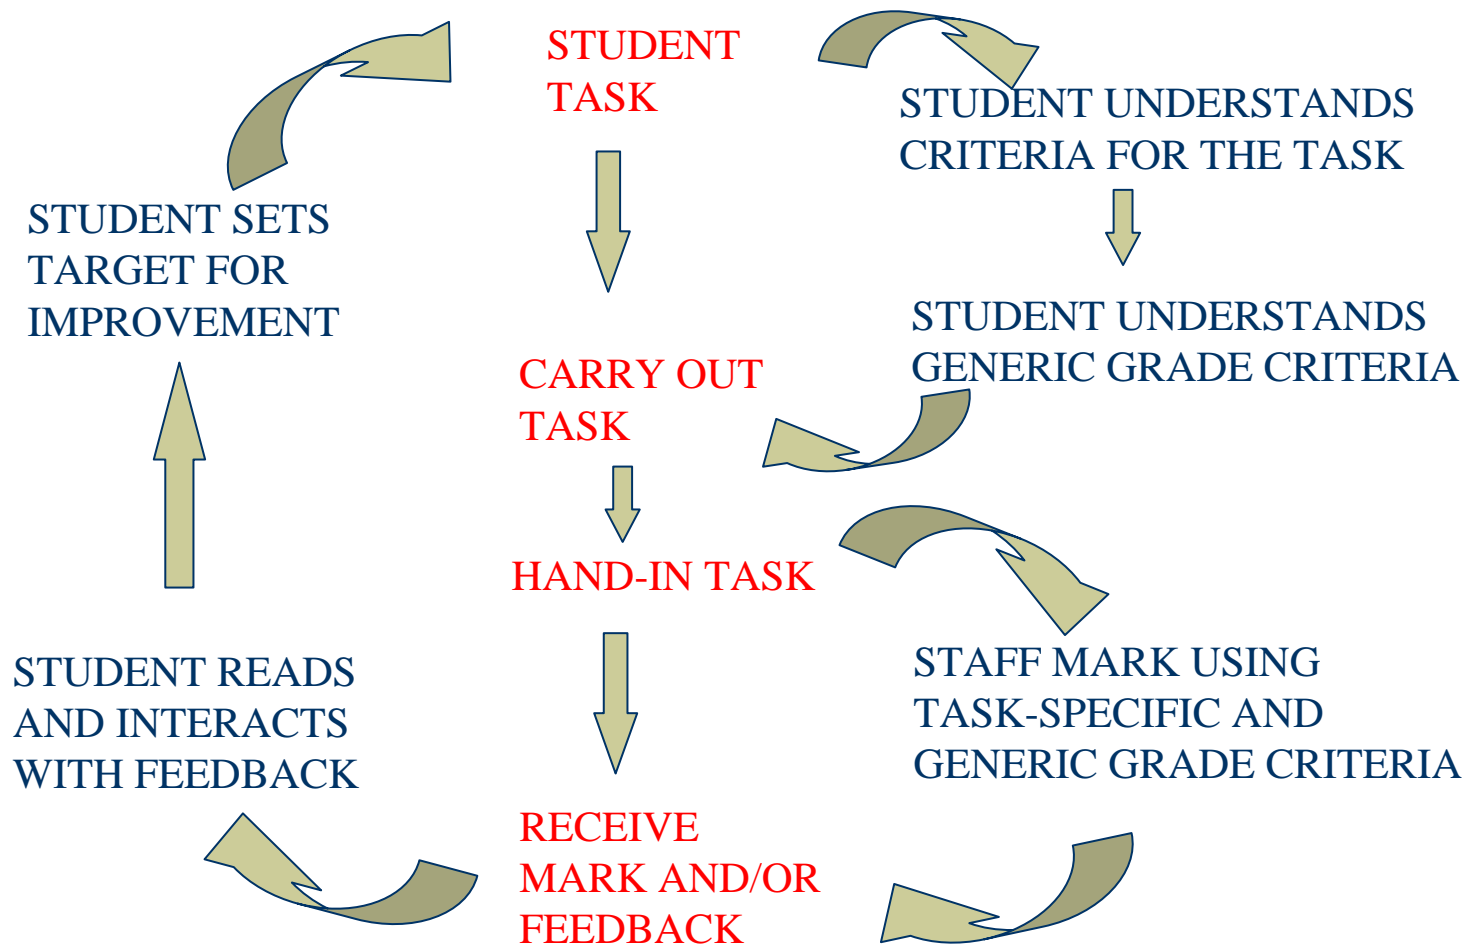 STUDENT
TASK
STUDENT UNDERSTANDS
CRITERIA FOR THE TASK
STUDENT SETS
TARGET FOR
IMPROVEMENT
STUDENT UNDERSTANDS
GENERIC GRADE CRITERIA
CARRY OUT
TASK
HAND-IN TASK
STUDENT READS
AND INTERACTS
WITH FEEDBACK
STAFF MARK USING
TASK-SPECIFIC AND
GENERIC GRADE CRITERIA
RECEIVE
MARK AND/OR
FEEDBACK